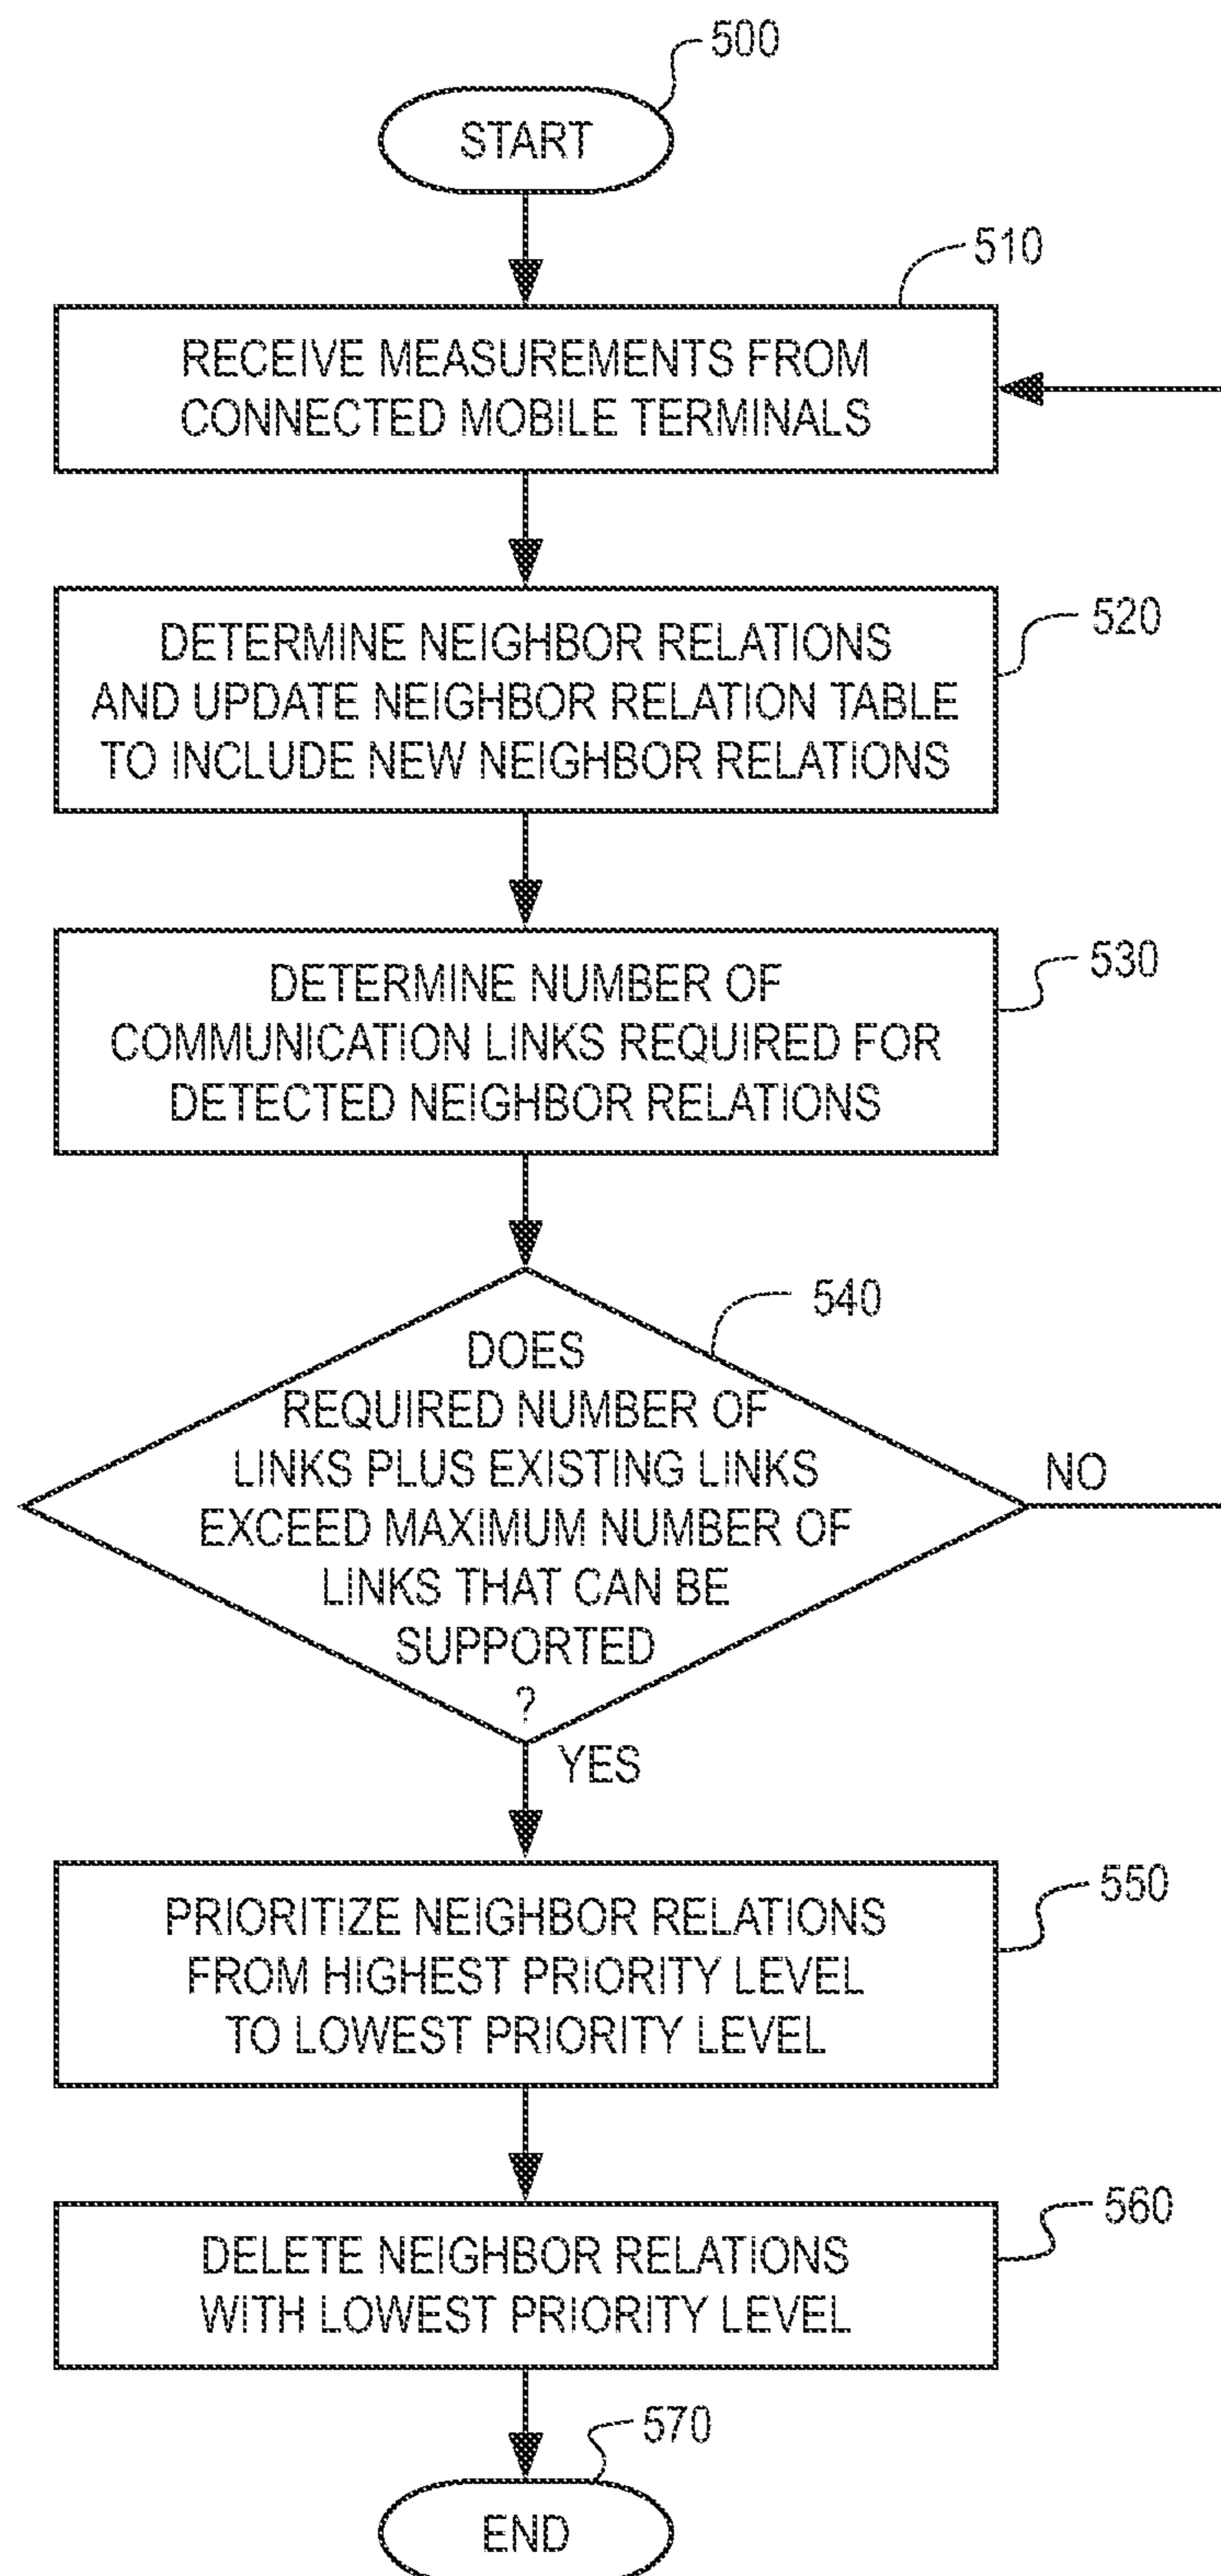 500
START
510
RECEIVE MEASUREMENTS FROM
CONNECTED MOBILE TERMINALS
520
DETERMINE NEIGHBOR RELATIONS
AND UPDATE NEIGHBOR RELATION TABLE
TO INCLUDE NEW NEIGHBOR RELATIONS
530
DETERMINE NUMBER OF
COMMUNICATION LINKS REQUIRED FOR
DETECTED NEIGHBOR RELATIONS
540
DOES
REQUIRED NUMBER OF
LINKS PLUS EXISTING LINKS
EXCEED MAXIMUM NUMBER OF
LINKS THAT CAN BE
SUPPORTED
?
NO
YES
550
PRIORITIZE NEIGHBOR RELATIONS
FROM HIGHEST PRIORITY LEVEL
TO LOWEST PRIORITY LEVEL
560
DELETE NEIGHBOR RELATIONS
WITH LOWEST PRIORITY LEVEL
570
END